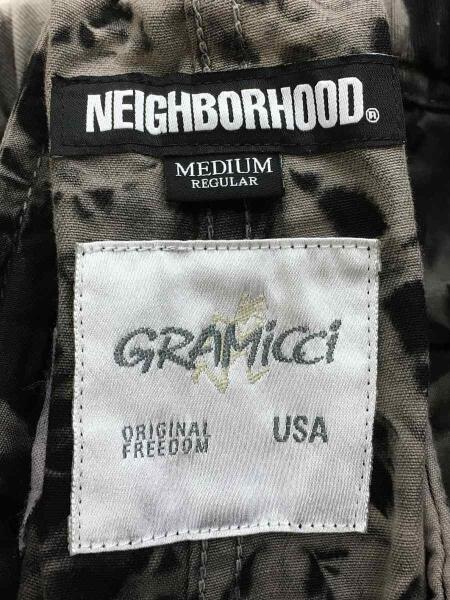 NEIGHBORHOOD®
MEDIUM
REGULAR
GRAMiCCi
ORIGINAL USA
FREEDOM